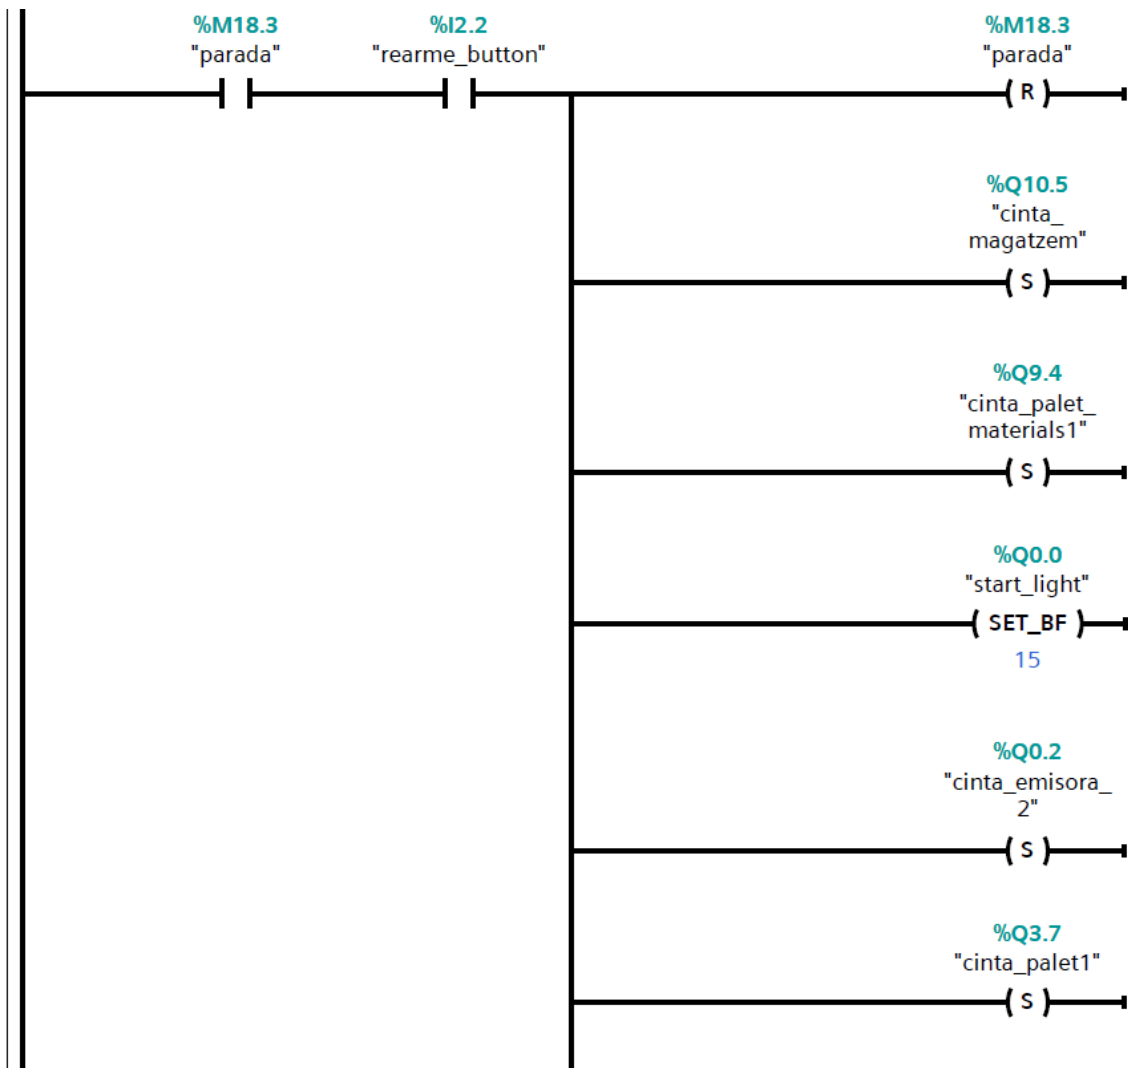 %M18.3
"parada"
%I2.2
"rearme_button"
%M18.3
"parada"
R
%Q10.5
"cinta_
magatzem"
S
%Q9.4
"cinta_palet_
materials1"
S
%Q0.0
"start_light"
SET_BF
15
%Q0.2
"cinta_emisora_
2"
S
%Q3.7
"cinta_palet1"
S